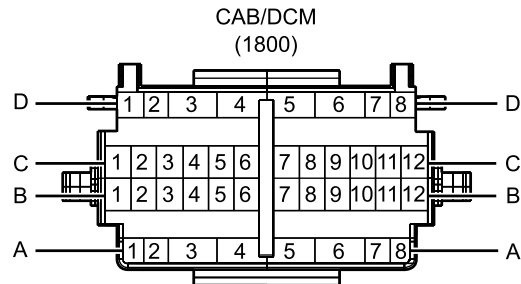 CAB/DCM
(1800)
D 1 2 3 4 5 6 7 8 D
C 1 2 3 4 5 6 7 8 9 10 11 12 C
B 1 2 3 4 5 6 7 8 9 10 11 12 B
A 1 2 3 4 5 6 7 8 A